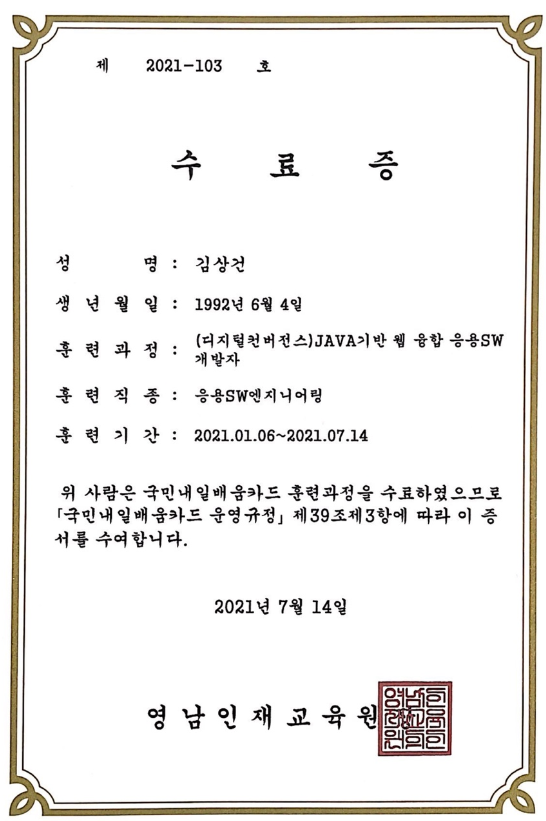 제 2021-103 호
수 료 증
성 명 : 김상건
생 년 월 일 : 1992년 6월 4일
훈 련 과 정 : (디지털컨버전스)JAVA기반 웹 융합 응용SW
개발자
훈 련 직 종 : 응용SW엔지니어링
훈 련 기 간 : 2021.01.06~2021.07.14
위 사람은 국민내일배움카드 훈련과정을 수료하였으므로
「국민내일배움카드 운영규정」 제39조제3항에 따라 이 증
서를 수여합니다.
2021년 7월 14일
영 남 인 재 교 육 원